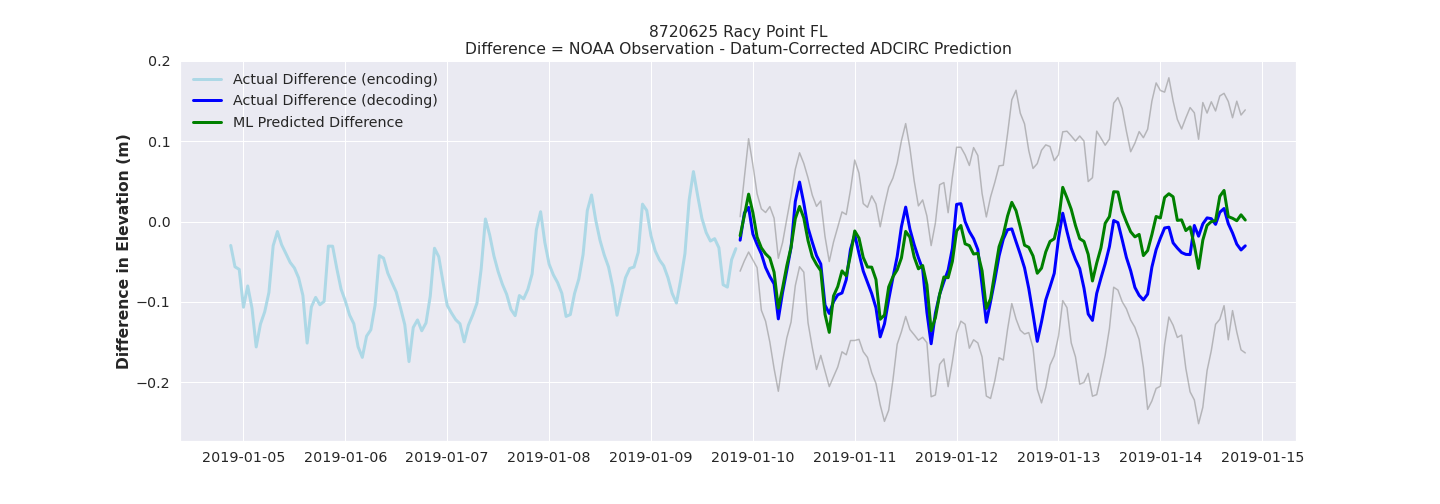 8720625 Racy Point FL
Difference = NOAA Observation - Datum-Corrected ADCIRC Prediction
Actual Difference (encoding)
Actual Difference (decoding)
ML Predicted Difference
Difference in Elevation (m)
0.2
0.1
0.0
−0.1
−0.2
2019-01-05 2019-01-06 2019-01-07 2019-01-08 2019-01-09 2019-01-10 2019-01-11 2019-01-12 2019-01-13 2019-01-14 2019-01-15